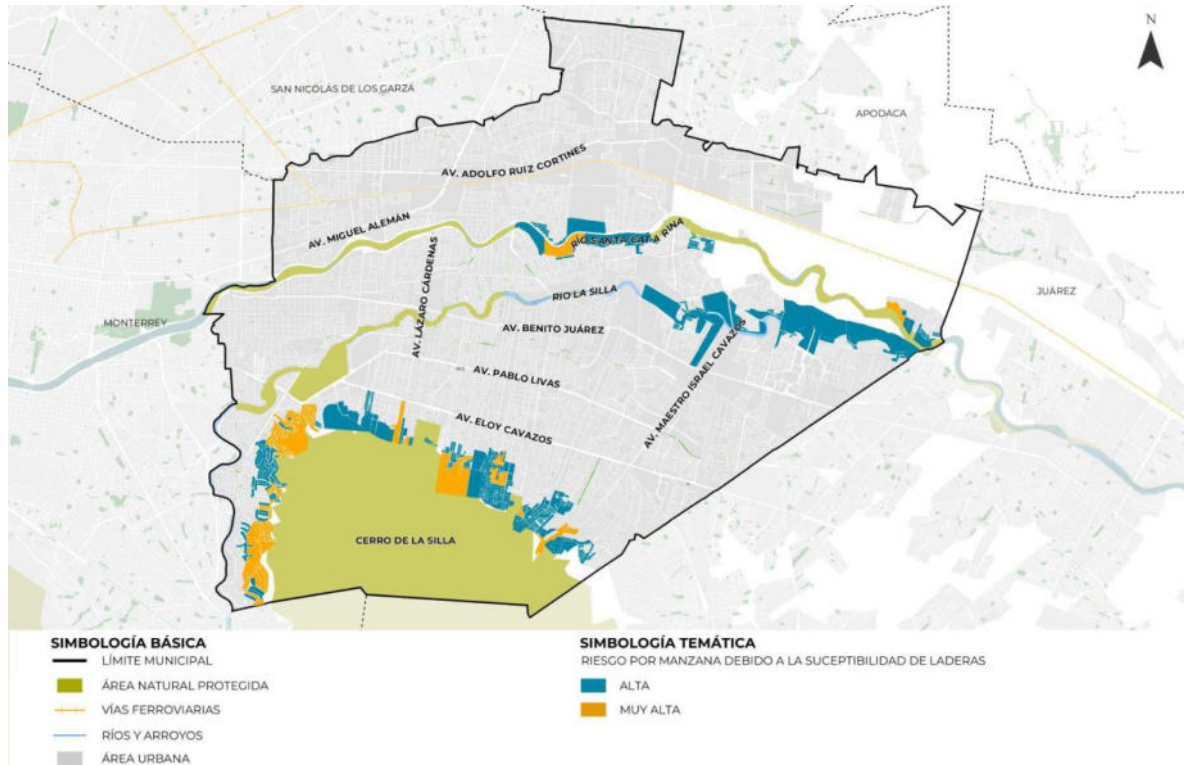 N
SAN NICOLÁS DE LOS GARZA
APODACA
AV. ADOLFO RUIZ CORTINES
AV. MIGUEL ALEMÁN
RÍO SANTA CATARINA
AV. LÁZARO CÁRDENAS
RIO LA SILLA
JUÁREZ
MONTERREY
AV. BENITO JUÁREZ
AV. MAESTRO ISRAEL CAVAZOS
AV. PABLO LIVAS
AV. ELOY CAVAZOS
CERRO DE LA SILLA
SIMBOLOGÍA BÁSICA
LÍMITE MUNICIPAL
ÁREA NATURAL PROTEGIDA
VÍAS FERROVIARIAS
RÍOS Y ARROYOS
ÁREA URBANA
SIMBOLOGÍA TEMÁTICA
RIESGO POR MANZANA DEBIDO A LA SUCEPTIBILIDAD DE LADERAS
ALTA
MUY ALTA